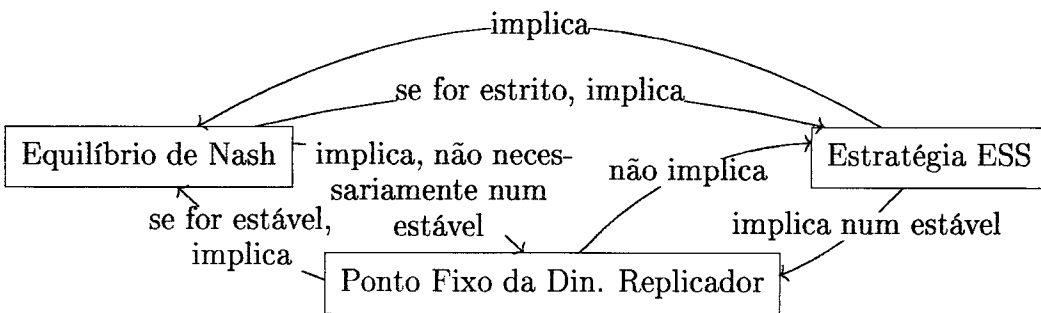 implica
se for estrito, implica
Equilíbrio de Nash
implica, não neces-
sariamente num
estável
não implica
Estratégia ESS
se for estável,
implica
implica num estável
Ponto Fixo da Din. Replicador